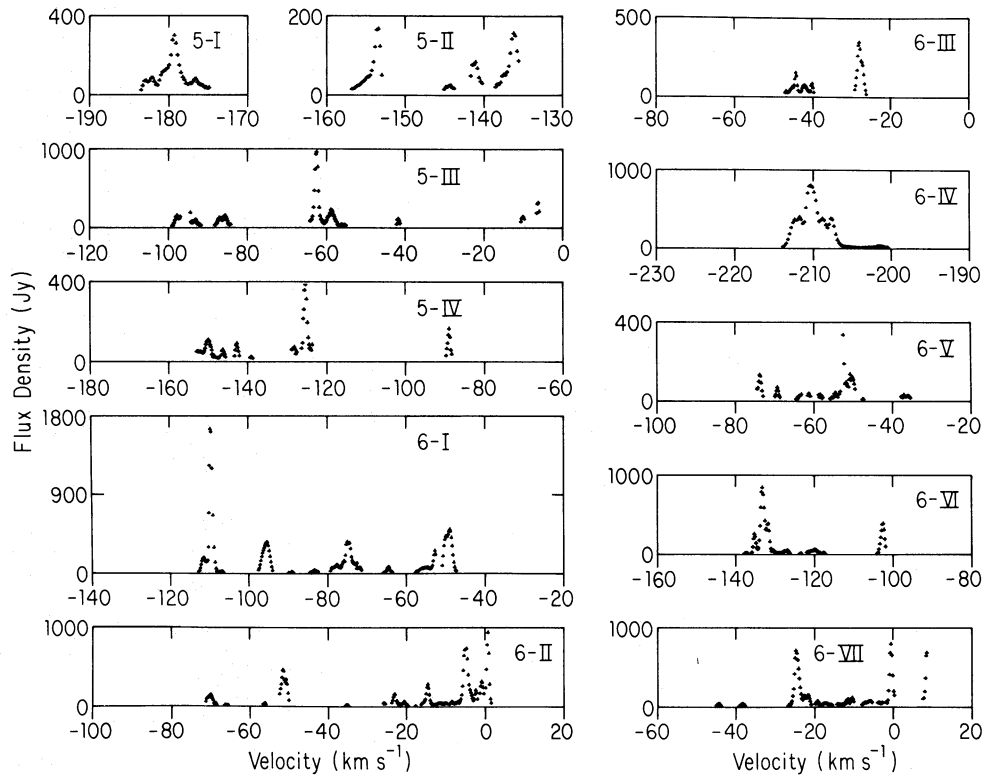 400
0
5-I
-190 -180 -170
200
0
5-II
-160 -150 -140 -130
1000
0
5-III
-120 -100 -80 -60 -40 -20 0
400
0
5-IV
-180 -160 -140 -120 -100 -80 -60
1800
900
0
6-I
-140 -120 -100 -80 -60 -40 -20
1000
0
6-II
-100 -80 -60 -40 -20 0 20
Velocity (km s⁻¹)
Flux Density (Jy)
500
0
6-III
-80 -60 -40 -20 0
1000
0
6-IV
-230 -220 -210 -200 -190
400
0
6-V
-100 -80 -60 -40 -20
1000
0
6-VI
-160 -140 -120 -100 -80
1000
0
6-VII
-60 -40 -20 0 20
Velocity (km s⁻¹)